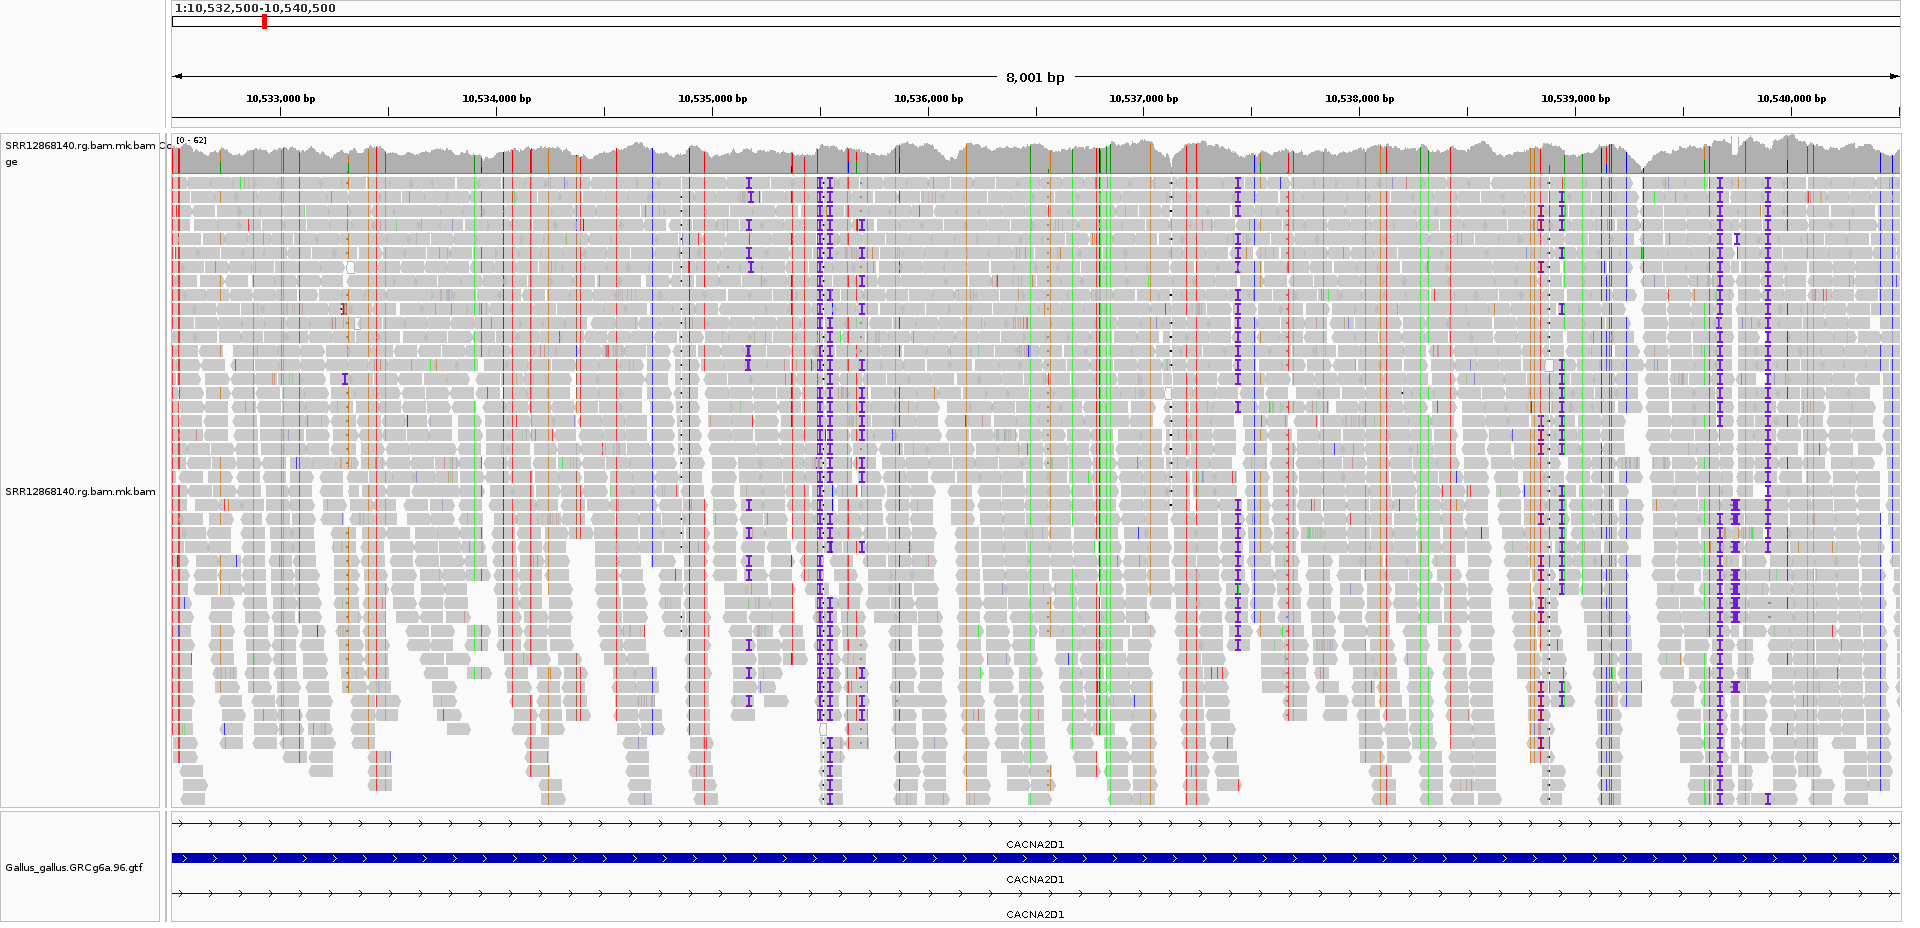 1:10,532,500-10,540,500
8,001 bp
10,533,000 bp 10,534,000 bp 10,535,000 bp 10,536,000 bp 10,537,000 bp 10,538,000 bp 10,539,000 bp 10,540,000 bp
[0 - 62]
SRR12868140.rg.bam.mk.bam Co
ge
SRR12868140.rg.bam.mk.bam
CACNA2D1
Gallus_gallus.GRCg6a.96.gtf
CACNA2D1
CACNA2D1